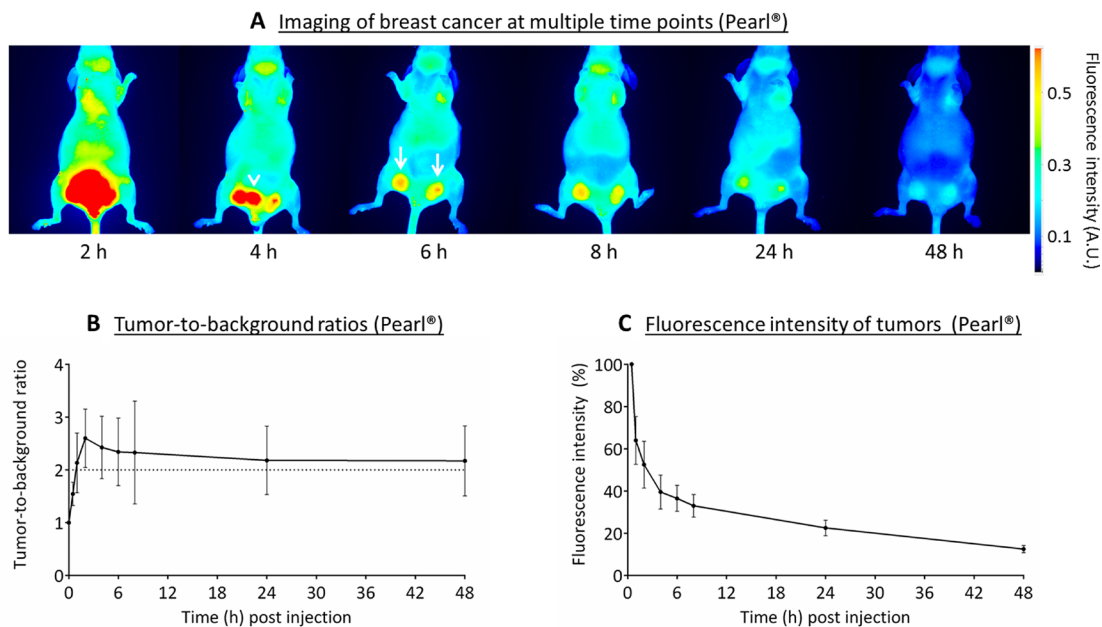 A Imaging of breast cancer at multiple time points (Pearl®)
2 h
4 h
6 h
8 h
24 h
48 h
0.5
0.3
0.1
Fluorescence intensity (A.U.)
B Tumor-to-background ratios (Pearl®)
4
3
2
1
0
Tumor-to-background ratio
0 6 12 18 24 30 36 42 48
Time (h) post injection
C Fluorescence intensity of tumors (Pearl®)
100
80
60
40
20
0
Fluorescence intensity (%)
0 6 12 18 24 30 36 42 48
Time (h) post injection